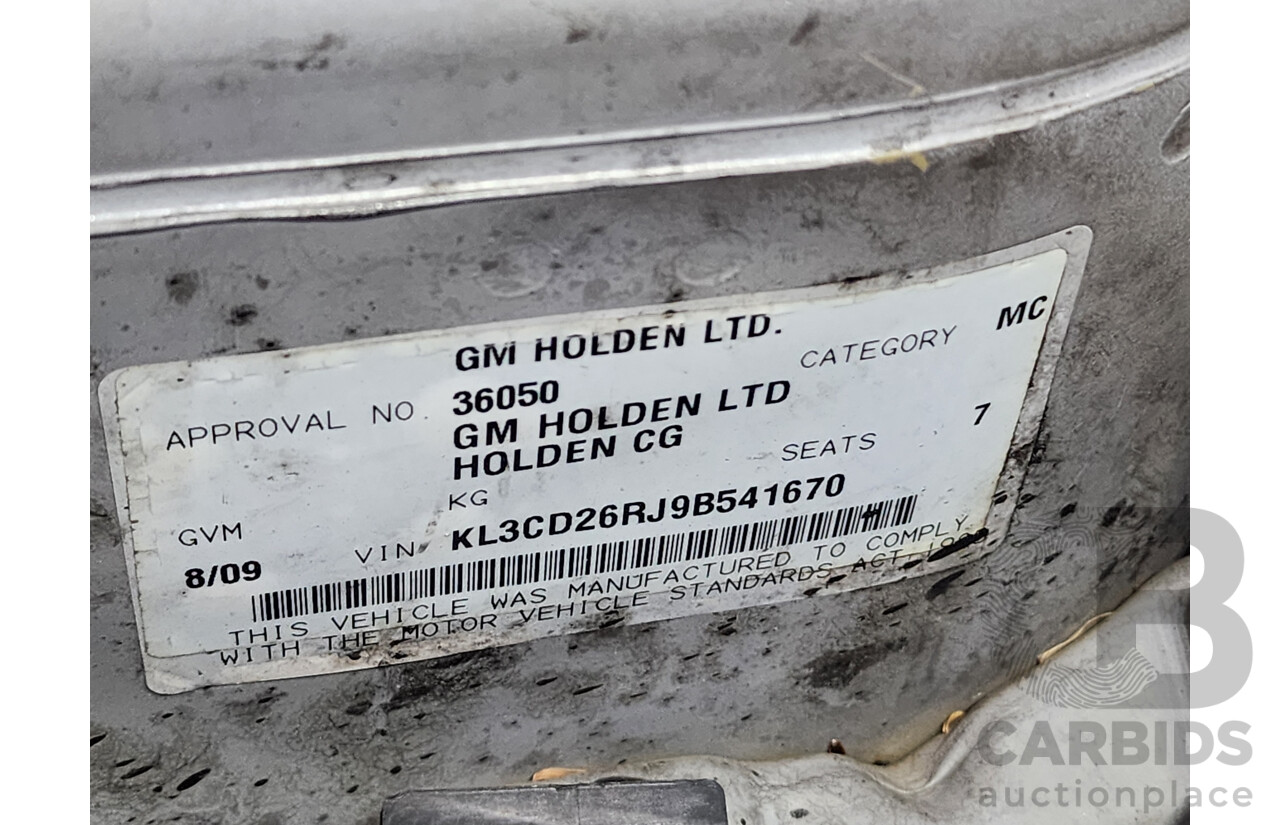 GM HOLDEN LTD.
APPROVAL NO. 36050 CATEGORY MC
GM HOLDEN LTD
HOLDEN CG SEATS 7
GVM KG
8/09 VIN KL3CD26RJ9B541670
THIS VEHICLE WAS MANUFACTURED TO COMPLY
WITH THE MOTOR VEHICLE STANDARDS ACT
B
CARBIDS
auctionplace